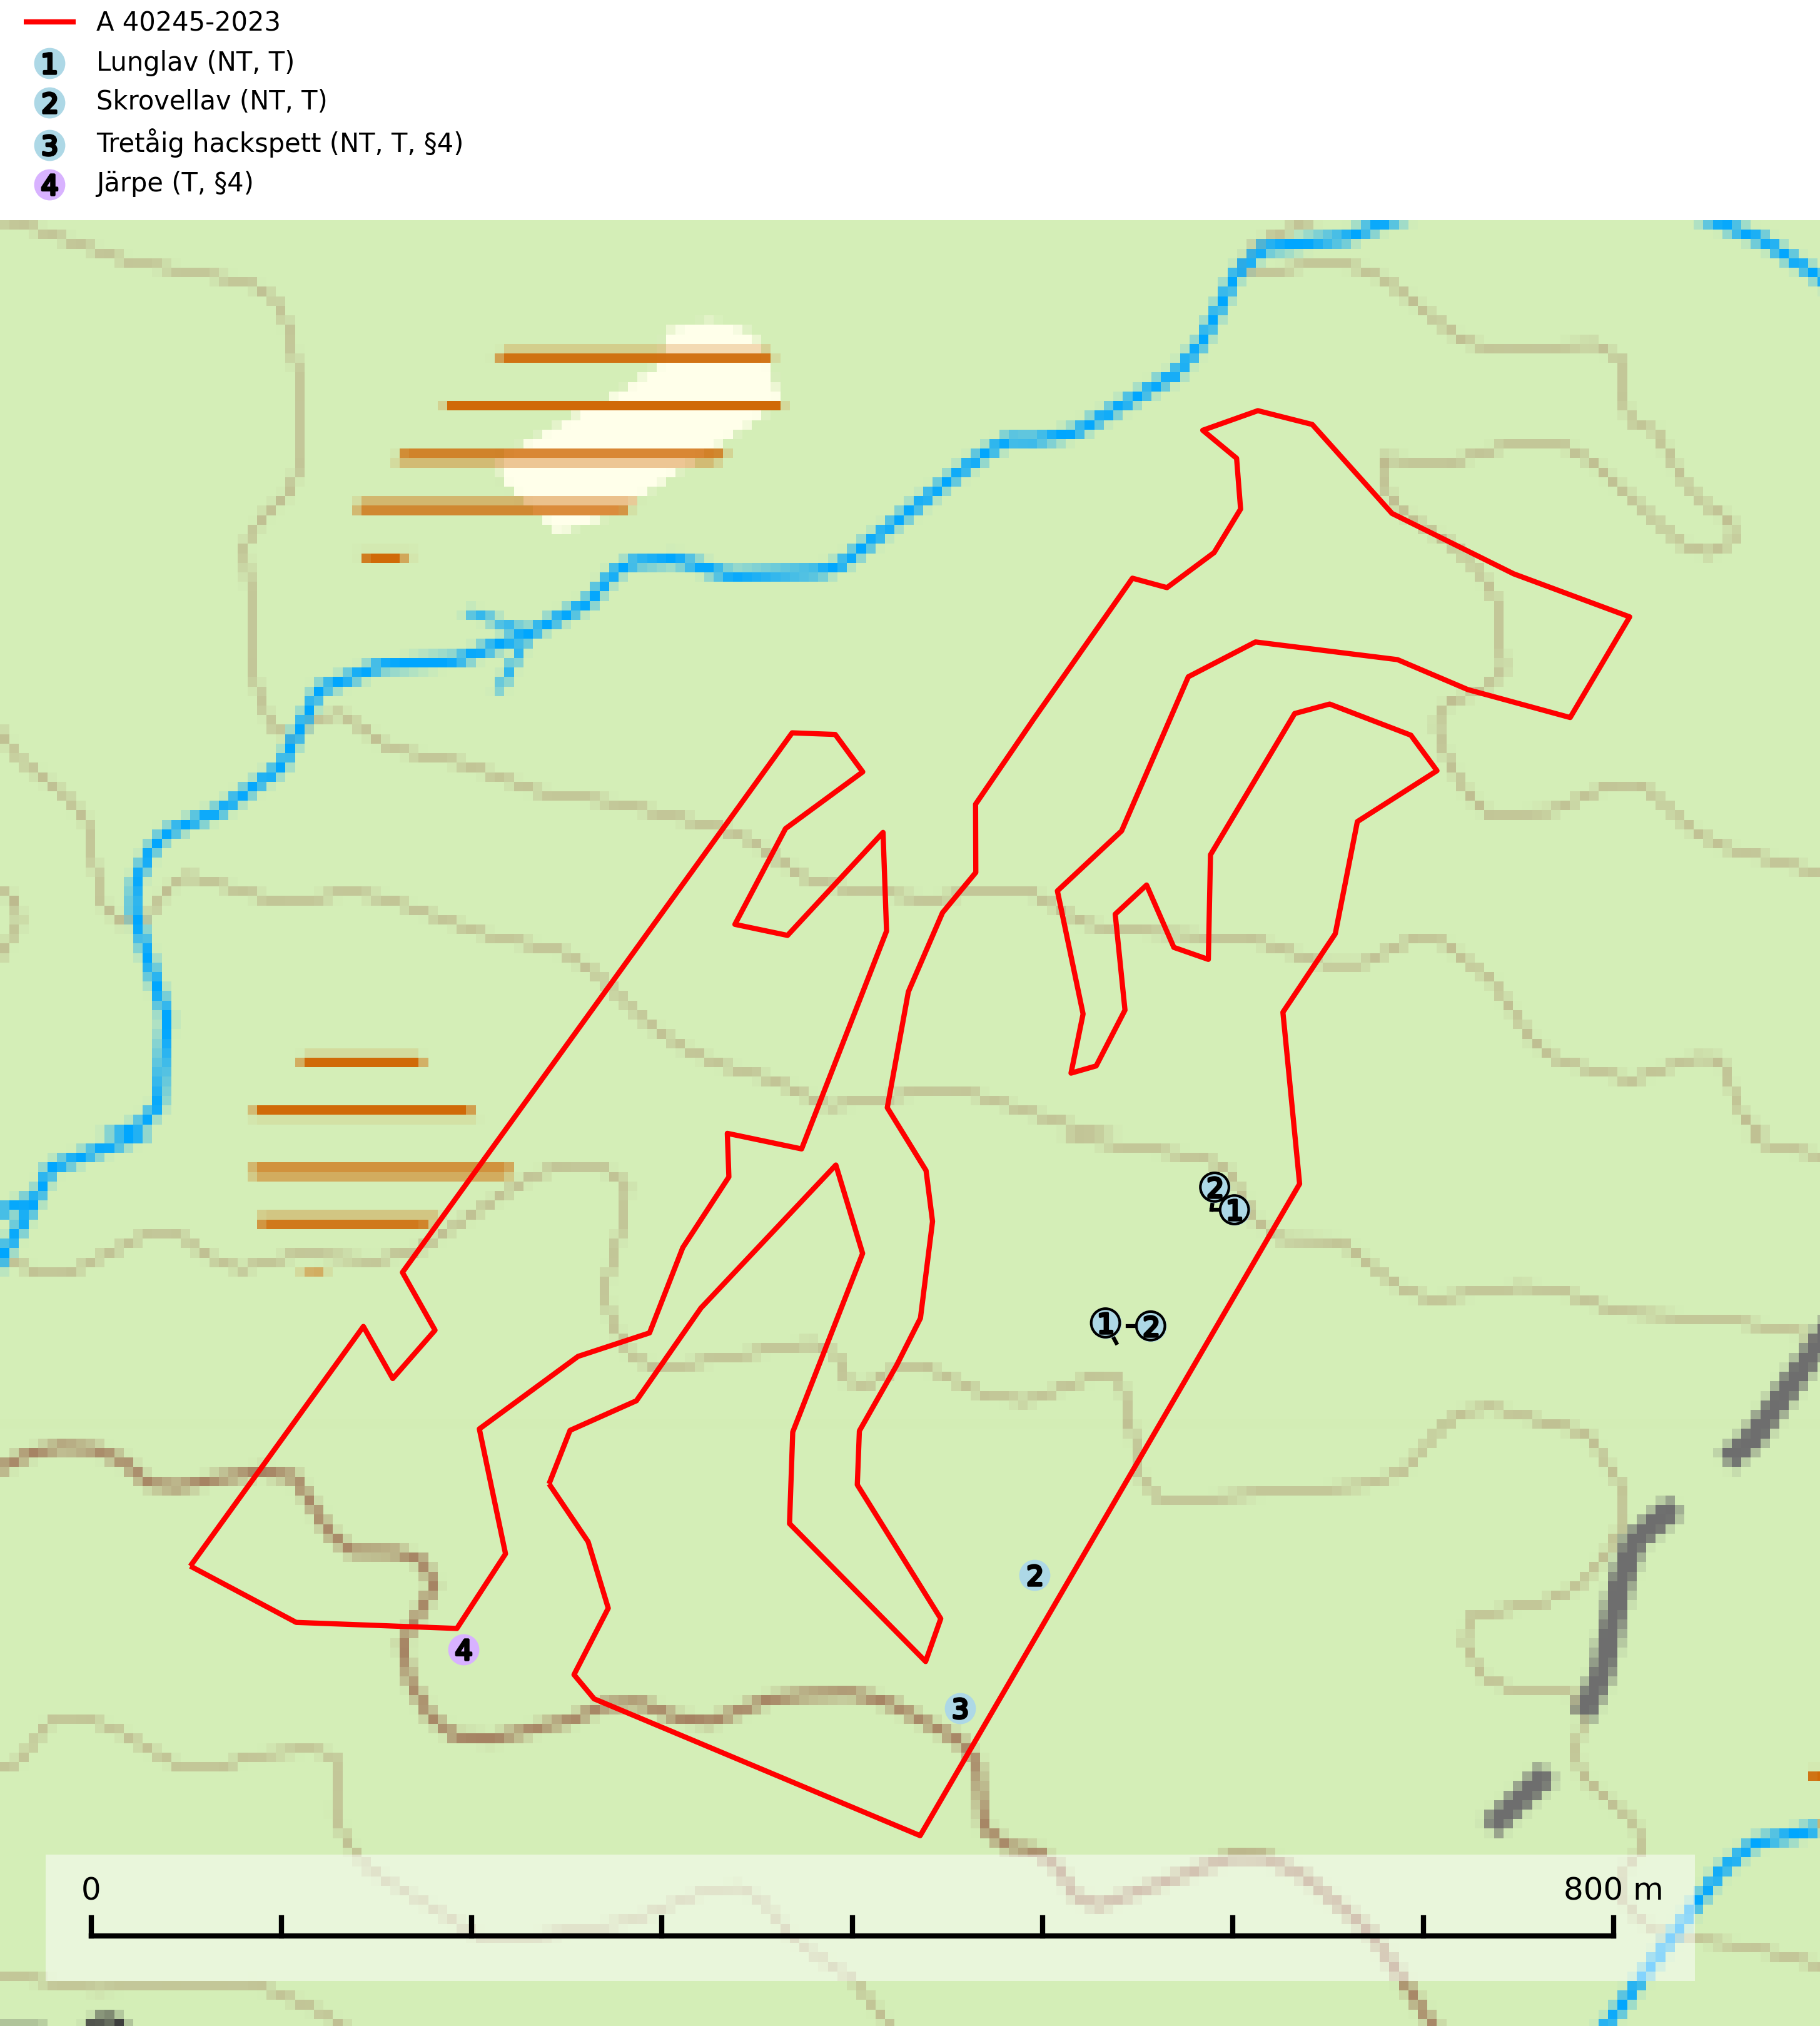 A 40245-2023
1 Lunglav (NT, T)
2 Skrovellav (NT, T)
3 Tretåig hackspett (NT, T, §4)
4 Järpe (T, §4)
2
1
1
2
2
4
3
0
800 m